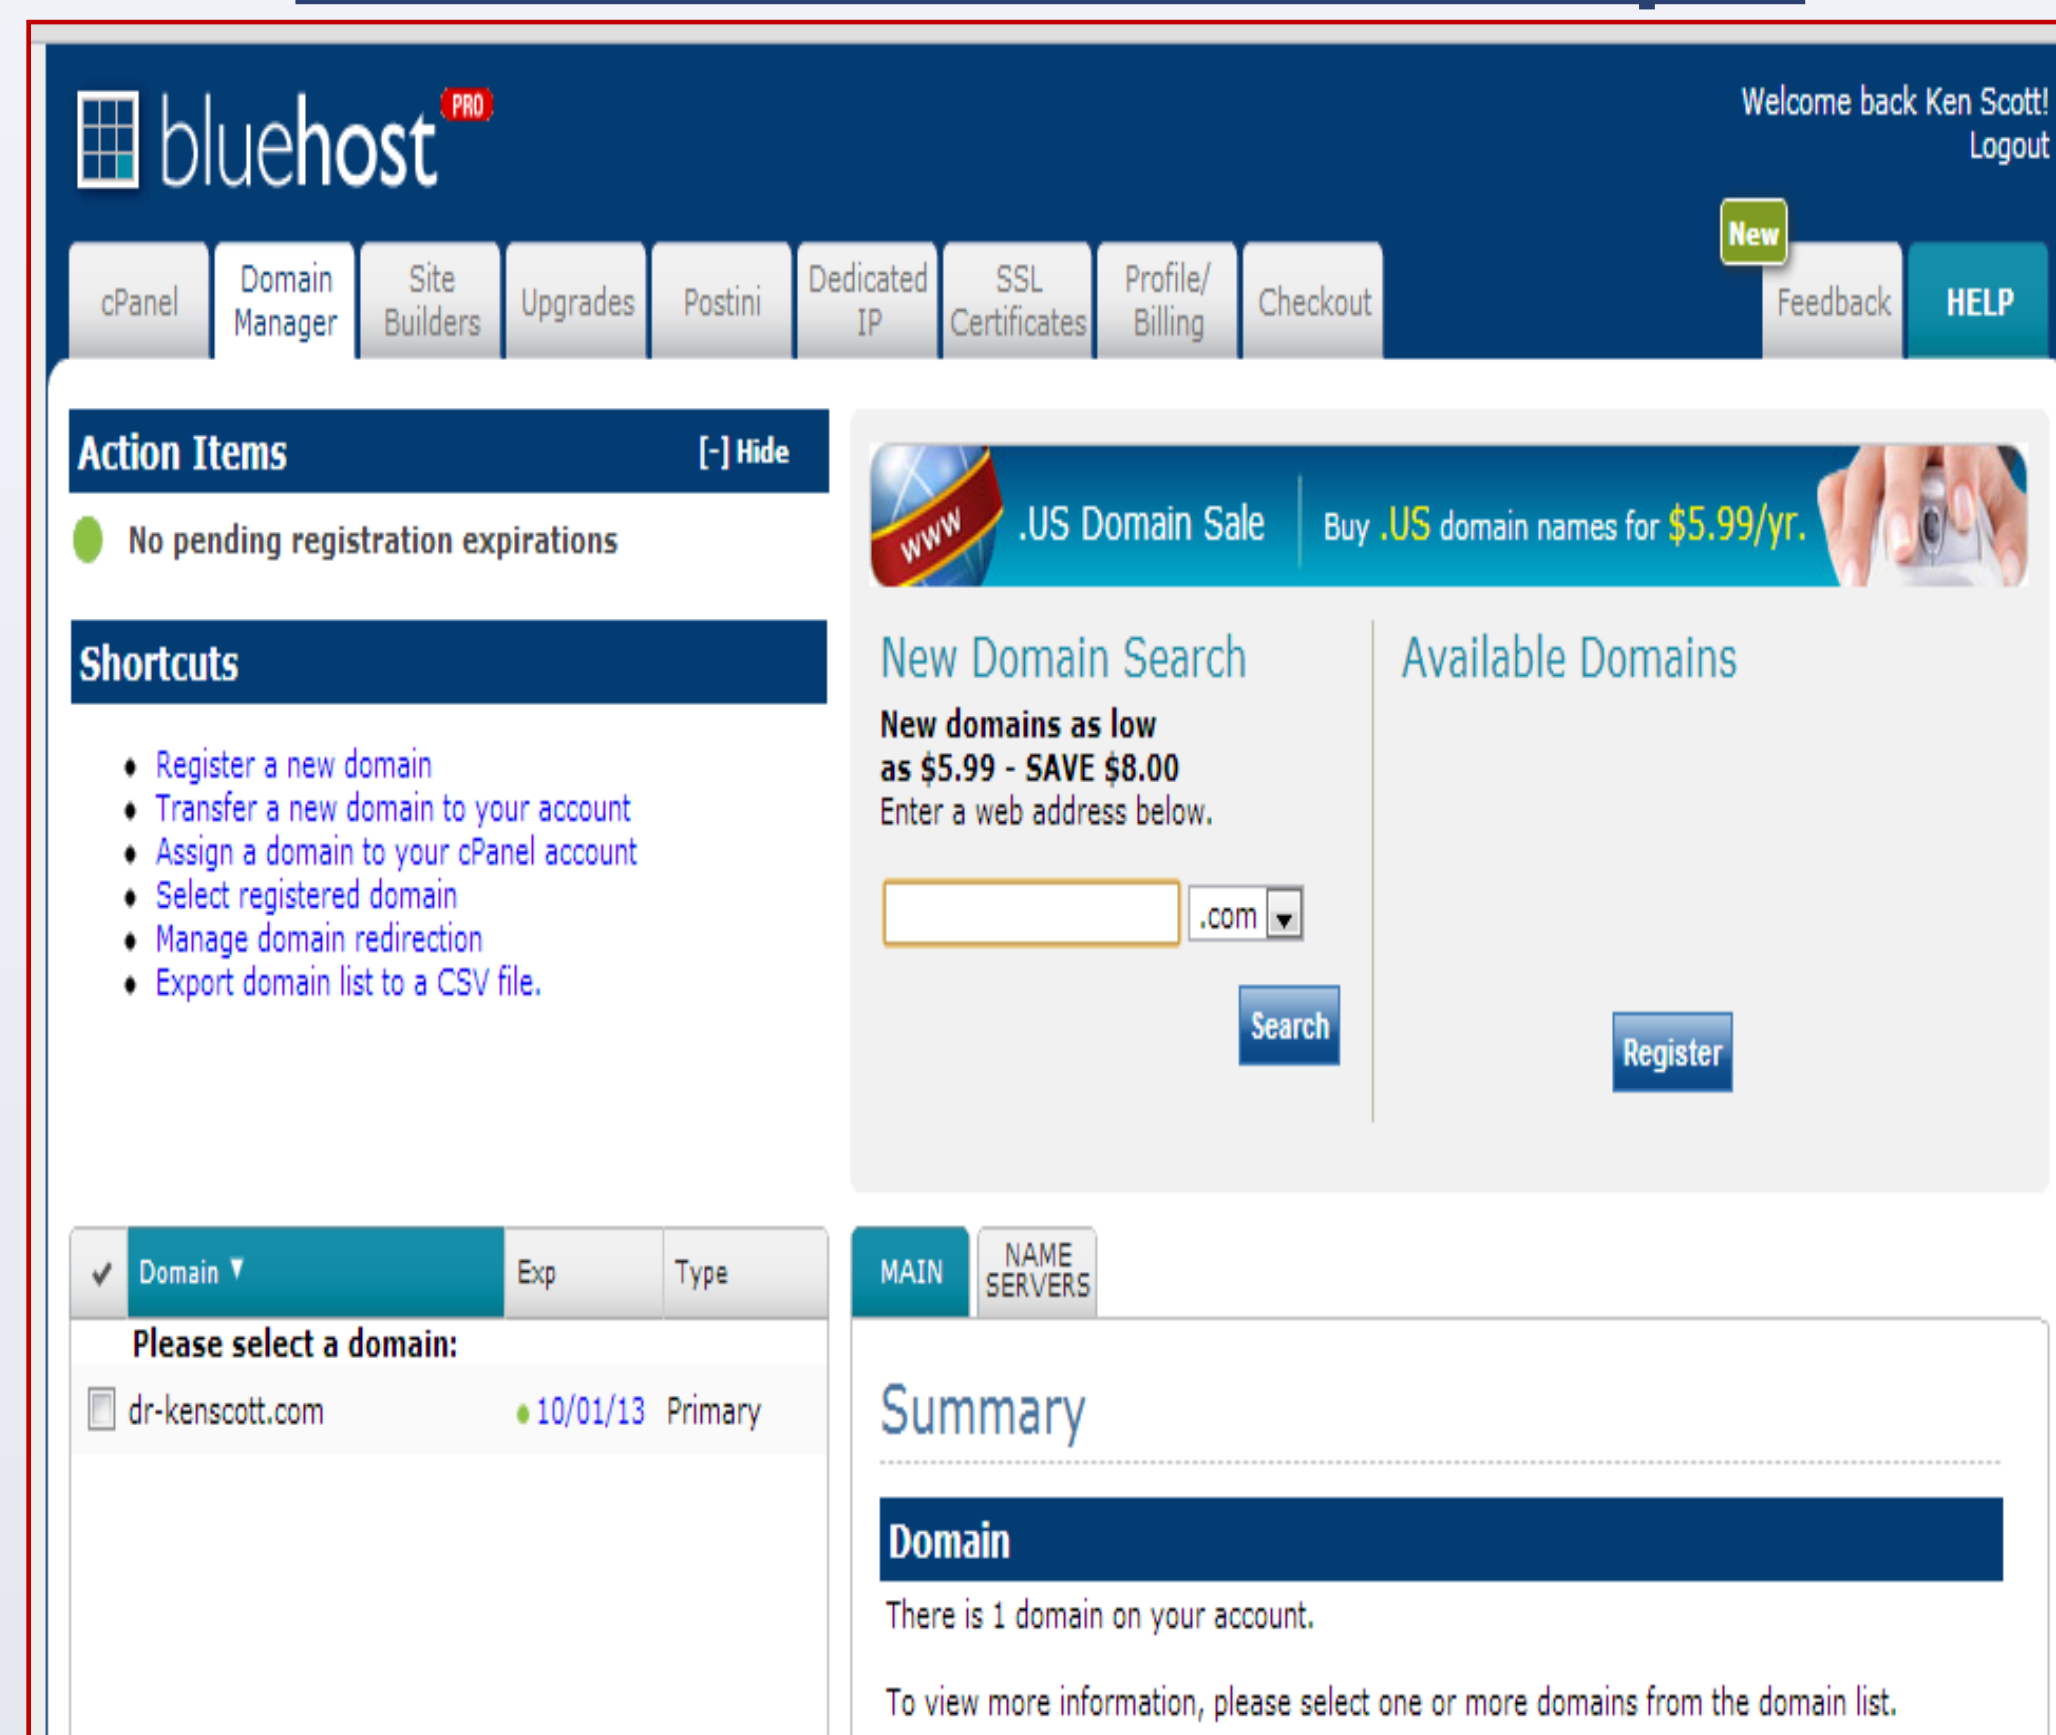 bluehost PRO
Welcome back Ken Scott!
Logout
New
cPanel
Domain
Manager
Site
Builders
Upgrades
Postini
Dedicated
IP
SSL
Certificates
Profile/
Billing
Checkout
Feedback
HELP
Action Items [-] Hide
No pending registration expirations
Shortcuts
• Register a new domain
• Transfer a new domain to your account
• Assign a domain to your cPanel account
• Select registered domain
• Manage domain redirection
• Export domain list to a CSV file.
www
.US Domain Sale
Buy .US domain names for $5.99/yr.
New Domain Search
New domains as low
as $5.99 - SAVE $8.00
Enter a web address below.
.com
Search
Available Domains
Register
Domain Exp Type
Please select a domain:
dr-kenscott.com 10/01/13 Primary
MAIN
NAME
SERVERS
Summary
Domain
There is 1 domain on your account.
To view more information, please select one or more domains from the domain list.